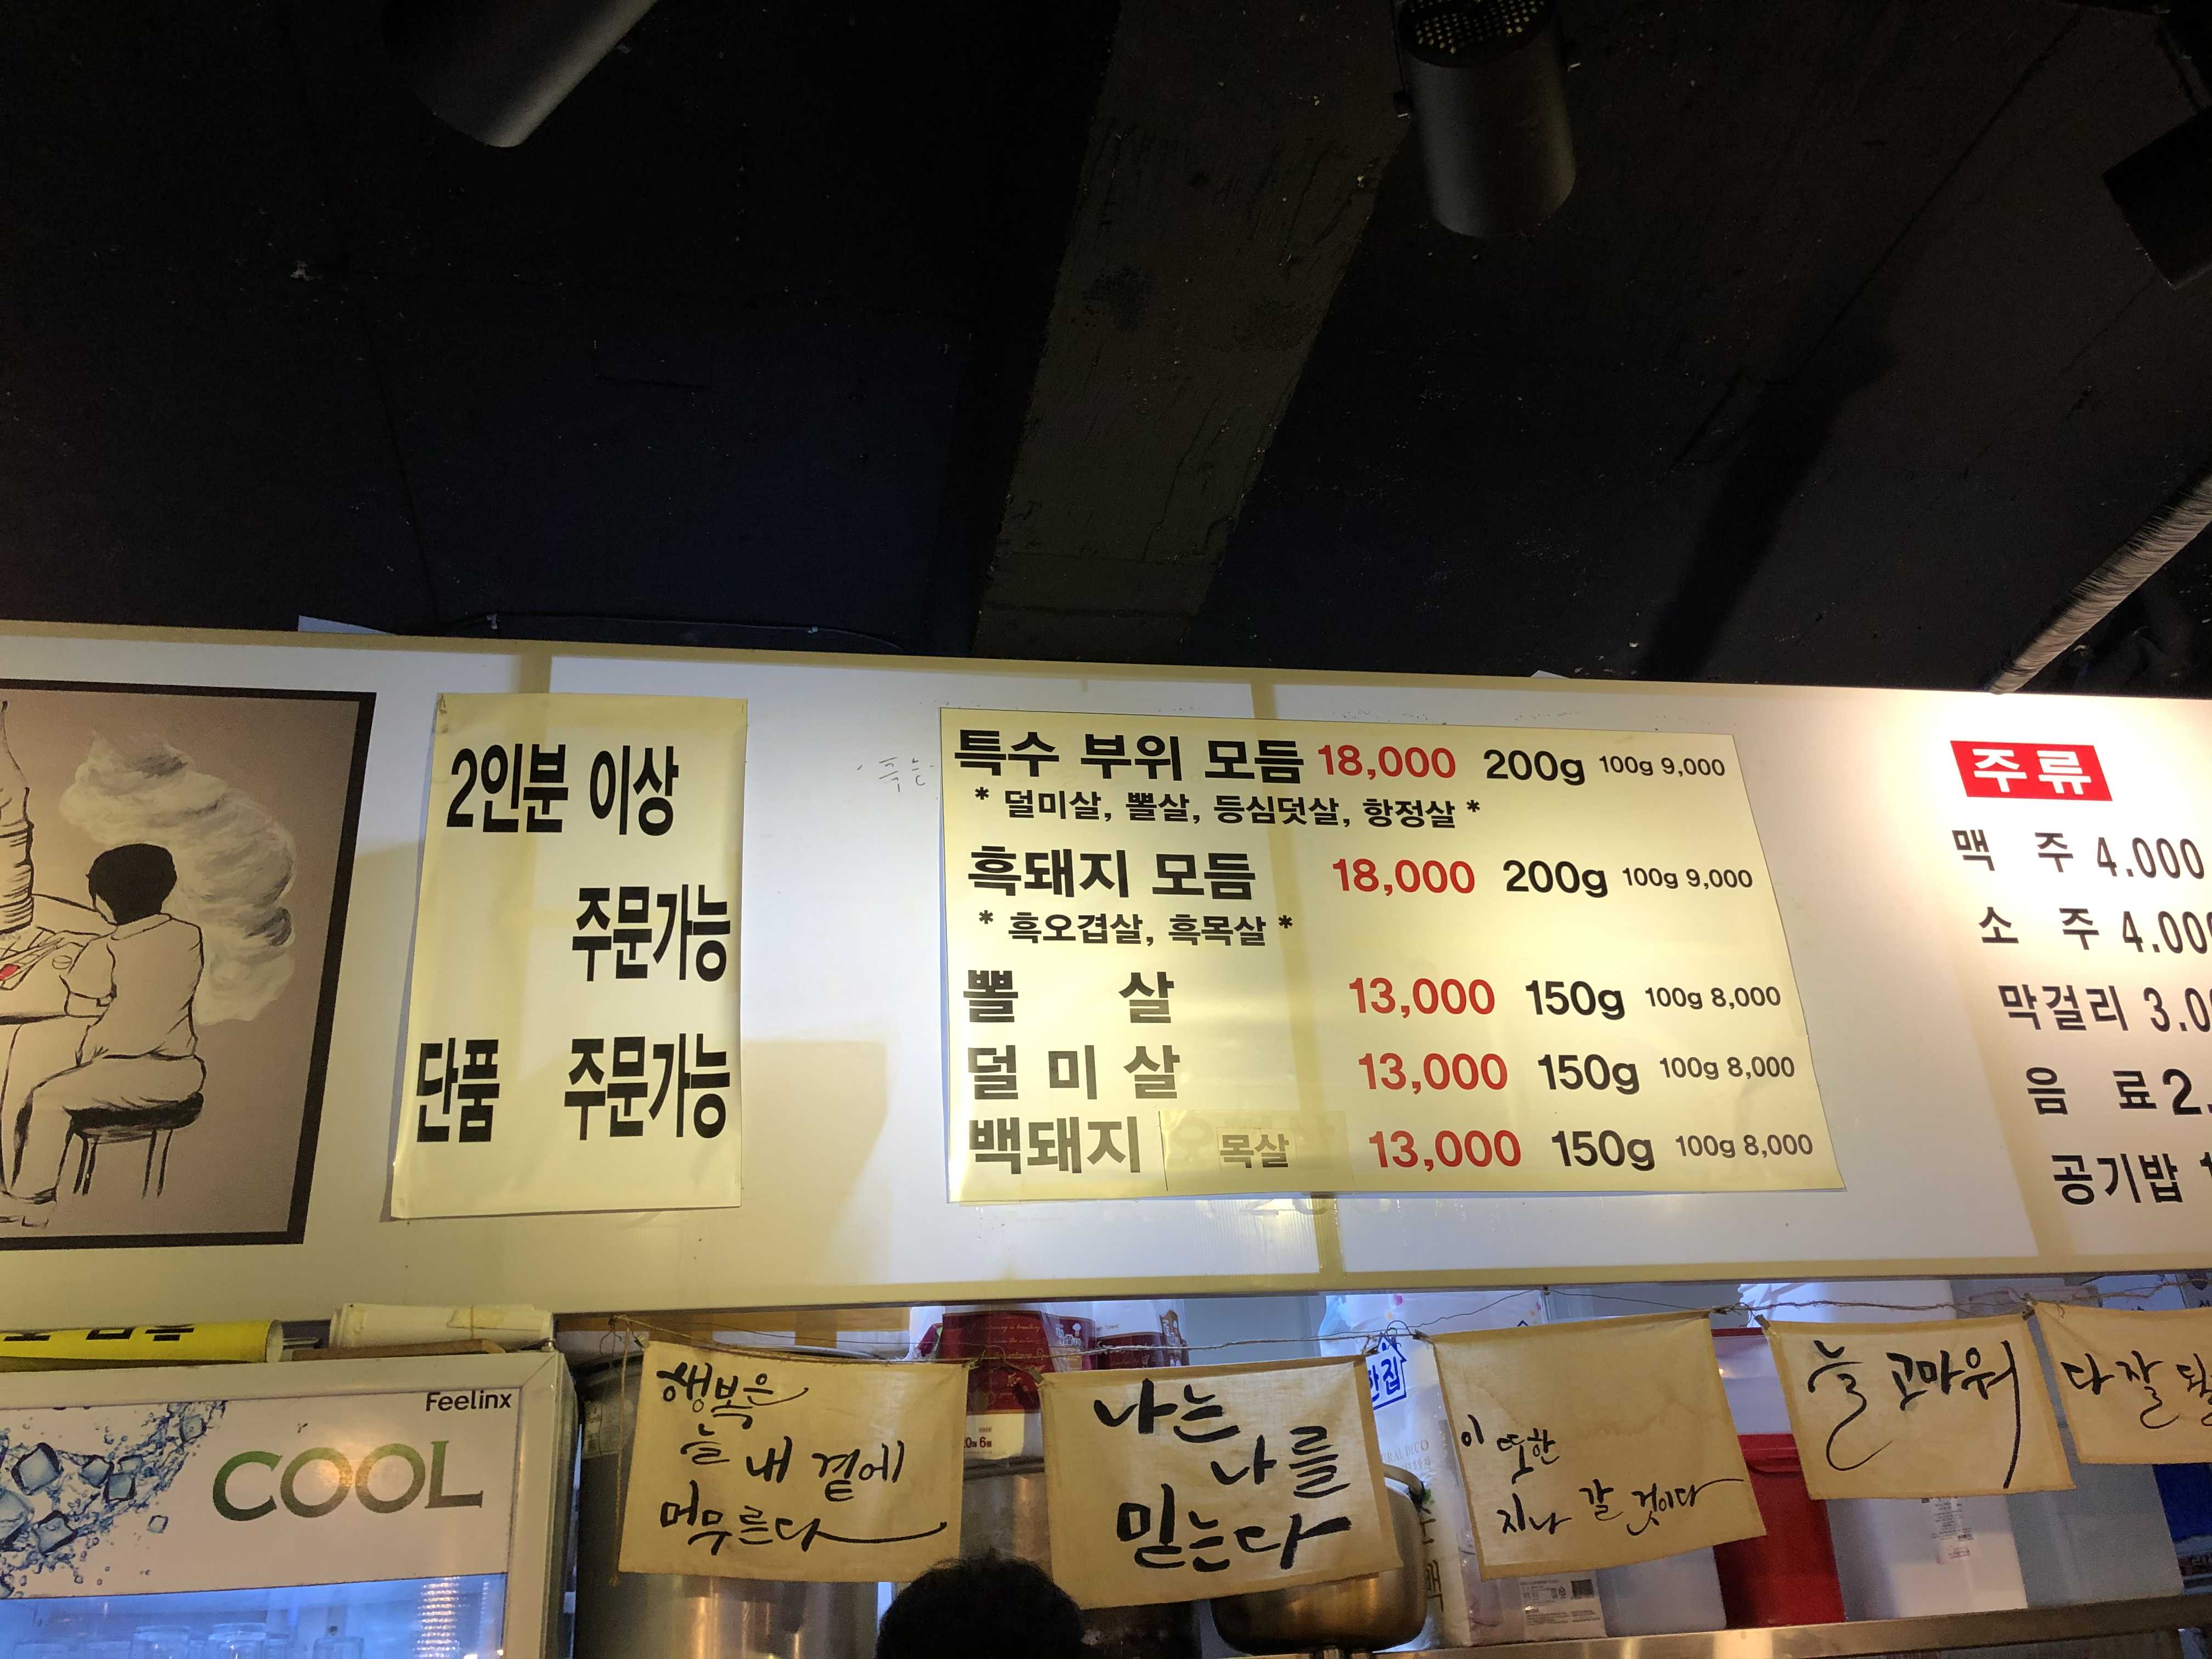 2인분 이상
주문가능
단품 주문가능
특수 부위 모듬 18,000 200g 100g 9,000
* 덜미살, 뽈살, 등심덧살, 항정살 *
흑돼지 모듬 18,000 200g 100g 9,000
* 흑오겹살, 흑목살 *
뽈 살 13,000 150g 100g 8,000
덜 미 살 13,000 150g 100g 8,000
백돼지 목살 13,000 150g 100g 8,000
주류
맥 주 4.000
소 주 4.00
막걸리 3.0
음 료 2.
공기밥
Feelinx
COOL
행복은
늘 내 곁에
머무른다
나는
나를
믿는다
한집
이 또한
지나 갈 것이다
늘 고마워
다 잘